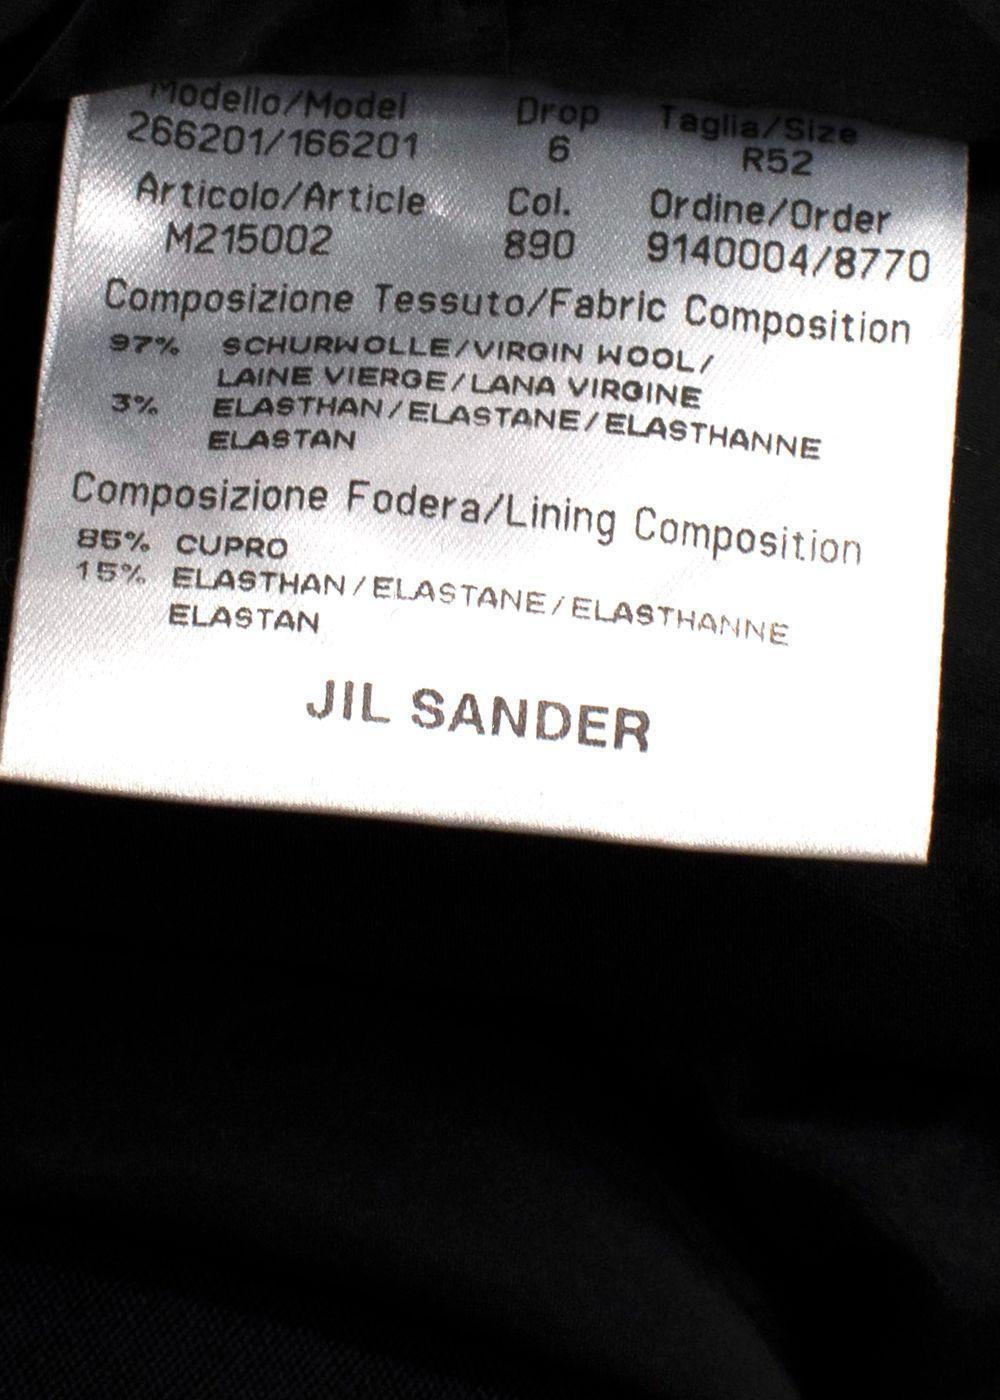 Modello/Model Drop Taglia/Size
266201/166201 6 R52
Articolo/Article Col. Ordine/Order
M215002 890 9140004/8770
Composizione Tessuto/Fabric Composition
97% SCHURWOLLE/VIRGIN WOOL/
LAINE VIERGE/LANA VIRGINE
3% ELASTHAN/ELASTANE/ELASTHANNE
ELASTAN
Composizione Fodera/Lining Composition
85% CUPRO
15% ELASTHAN/ELASTANE/ELASTHANNE
ELASTAN
JIL SANDER